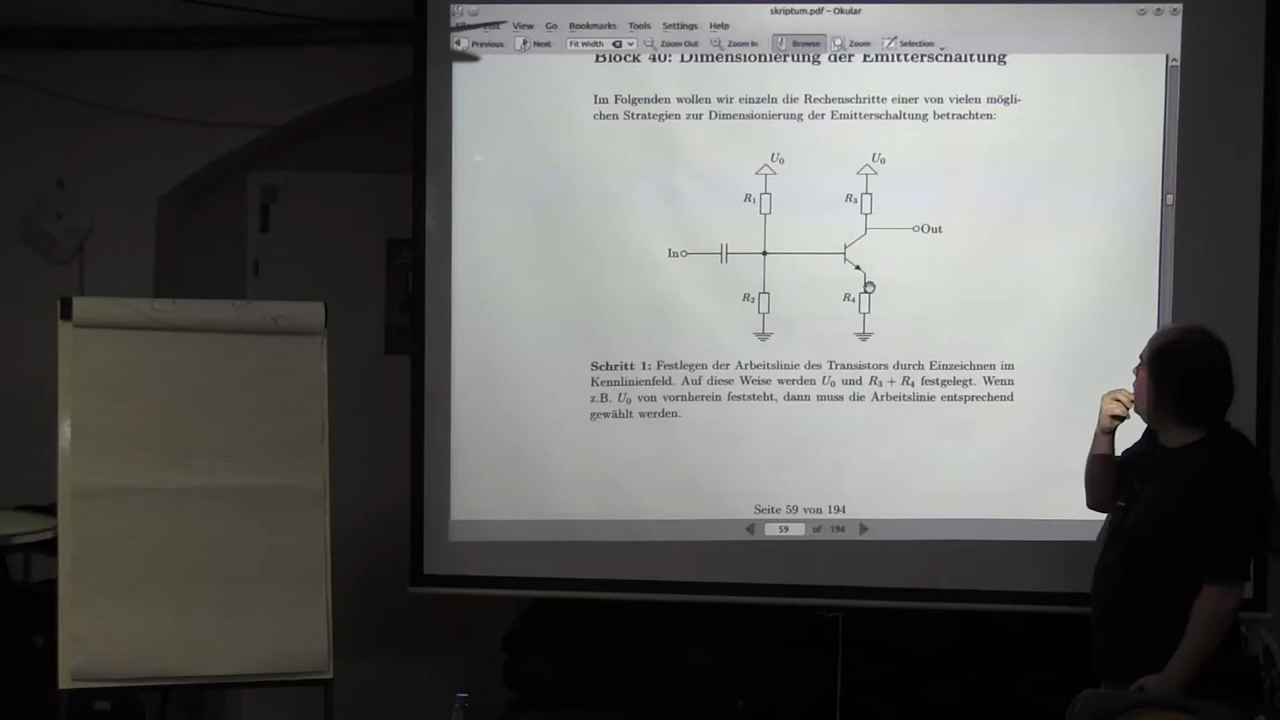 skriptum.pdf – Okular
File Edit View Go Bookmarks Tools Settings Help
Previous Next Fit Width Zoom Out Zoom In Browse Zoom Selection
Block 40: Dimensionierung der Emitterschaltung
Im Folgenden wollen wir einzeln die Rechenschritte einer von vielen mögli-
chen Strategien zur Dimensionierung der Emitterschaltung betrachten:
U₀ U₀
R₁ R₃
Out
In
R₂ R₄
Schritt 1: Festlegen der Arbeitslinie des Transistors durch Einzeichnen im
Kennlinienfeld. Auf diese Weise werden U₀ und R₃ + R₄ festgelegt. Wenn
z.B. U₀ von vornherein feststeht, dann muss die Arbeitslinie entsprechend
gewählt werden.
Seite 59 von 194
59 of 194